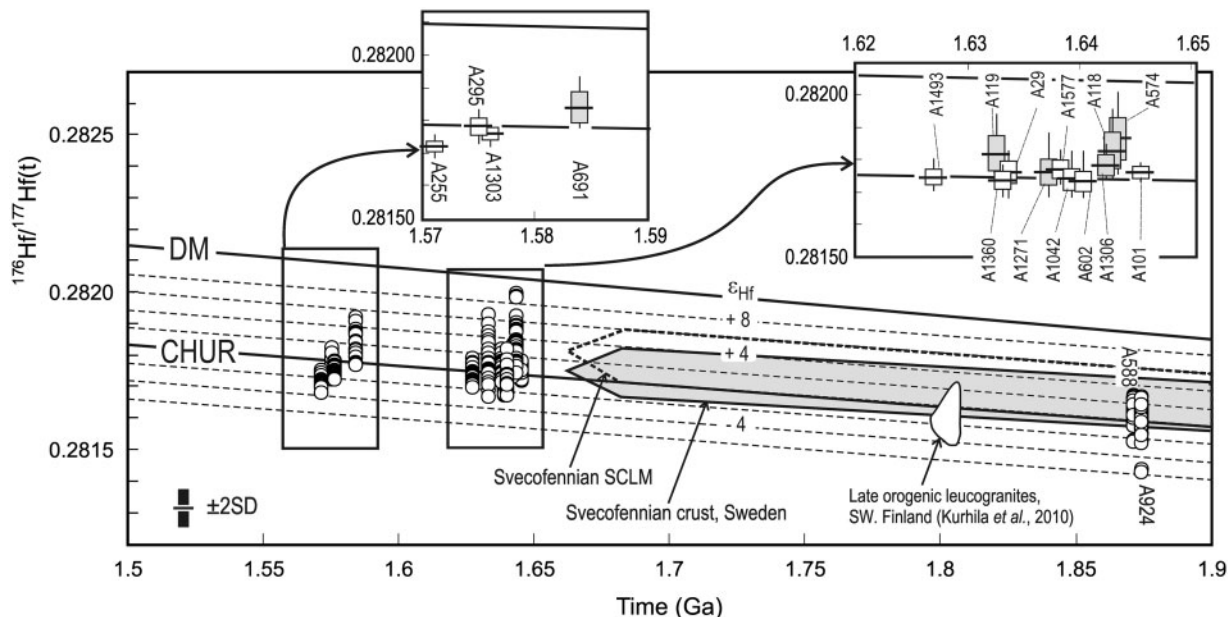 1.62
1.63
1.64
1.65
0.28200
A295
A255
A1303
A691
0.28150
1.57
1.58
1.59
0.28200
A1493
A119
A29
A1577
A118
A574
0.28150
A1360
A1271
A1042
A602
A1306
A101
176Hf/177Hf(t)
0.28250
0.28200
0.28150
DM
CHUR
εHf
+ 8
+ 4
- 4
A588
A924
±2SD
Svecofennian SCLM
Svecofennian crust, Sweden
Late orogenic leucogranites,
SW. Finland (Kurhila et al., 2010)
1.5
1.55
1.6
1.65
1.7
1.75
1.8
1.85
1.9
Time (Ga)